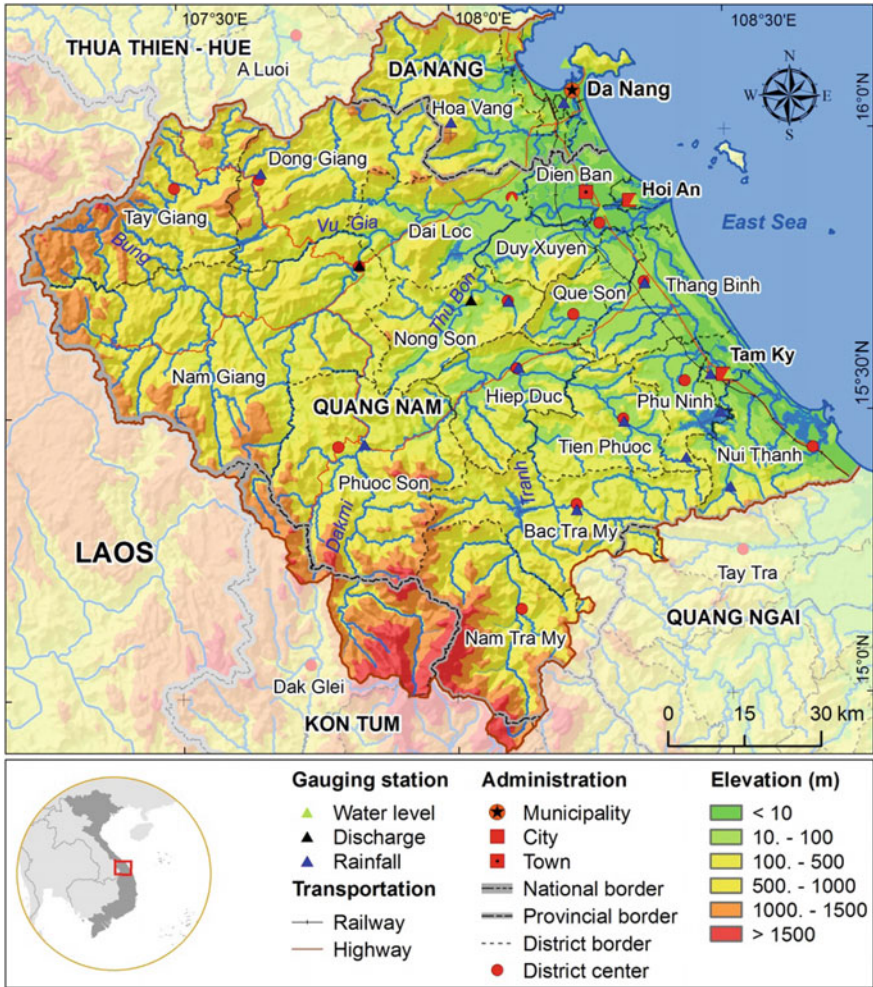 107°30'E
108°0'E
108°30'E
THUA THIEN - HUE
A Luoi
DA NANG
Da Nang
N
W
E
S
16°0'N
Hoa Vang
Dong Giang
Dien Ban
Hoi An
Tay Giang
Vu Gia
Dai Loc
East Sea
Bung
Duy Xuyen
Thu Bon
Que Son
Thang Binh
Nong Son
Tam Ky
15°30'N
Nam Giang
QUANG NAM
Hiep Duc
Phu Ninh
Tien Phuoc
Nui Thanh
Phuoc Son
Tranh
Dakmi
Bac Tra My
LAOS
Tay Tra
QUANG NGAI
Nam Tra My
15°0'N
Dak Glei
KON TUM
0 15 30 km
Gauging station
Water level
Discharge
Rainfall
Transportation
Railway
Highway
Administration
Municipality
City
Town
National border
Provincial border
District border
District center
Elevation (m)
< 10
10. - 100
100. - 500
500. - 1000
1000. - 1500
> 1500